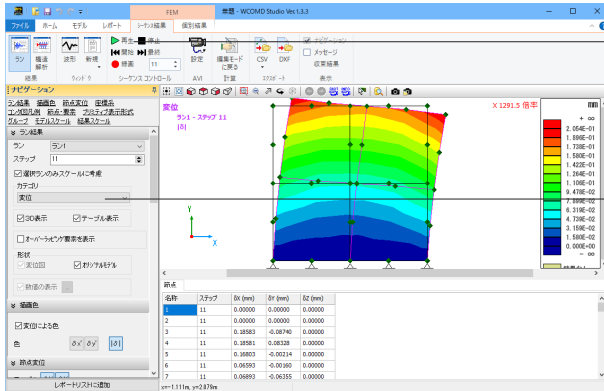 FEM
無題 - WCOMD Studio Ver.1.3.3
ファイル ホーム モデル レポート シーケンス結果 個別結果
ラン 構造解析 波形 新規
再生 停止
開始 最終
録画 11
設定 編集モードに戻る CSV DXF
ナビゲーション
メッセージ
収束結果
結果 ウィンドウ シーケンスコントロール AVI 計算 エクスポート 表示
ナビゲーション
ラン結果 描画色 節点変位 座標系
コンタ図凡例 節点・要素 プリミティブ表示形式
グループ モデルスケール 結果スケール
ラン結果
ラン ラン1
ステップ 11
選択ランのみスケールに考慮
カテゴリ
変位
3D表示 テーブル表示
オーバーラッピング要素を表示
形状
変位図 オリジナルモデル
数値の表示 ...
描画色
変位による色
色 δx δy |δ|
節点変位
レポートリストに追加
変位
ラン1 - ステップ 11
|δ|
X 1291.5 倍率
mm
+ ∞
2.054E-01
1.896E-01
1.738E-01
1.580E-01
1.422E-01
1.264E-01
1.106E-01
9.478E-02
7.899E-02
6.319E-02
4.739E-02
3.159E-02
1.580E-02
0.000E+00
- ∞
Y
X
節点
名称 ステップ δX (mm) δY (mm) δZ (mm)
1 11 0.00000 0.00000 0.00000
2 11 0.00000 0.00000 0.00000
3 11 0.18583 -0.08740 0.00000
4 11 0.18581 0.08328 0.00000
5 11 0.16803 -0.00214 0.00000
6 11 0.06593 -0.00160 0.00000
7 11 0.06893 -0.06355 0.00000
x=-1.111m, y=2.879m